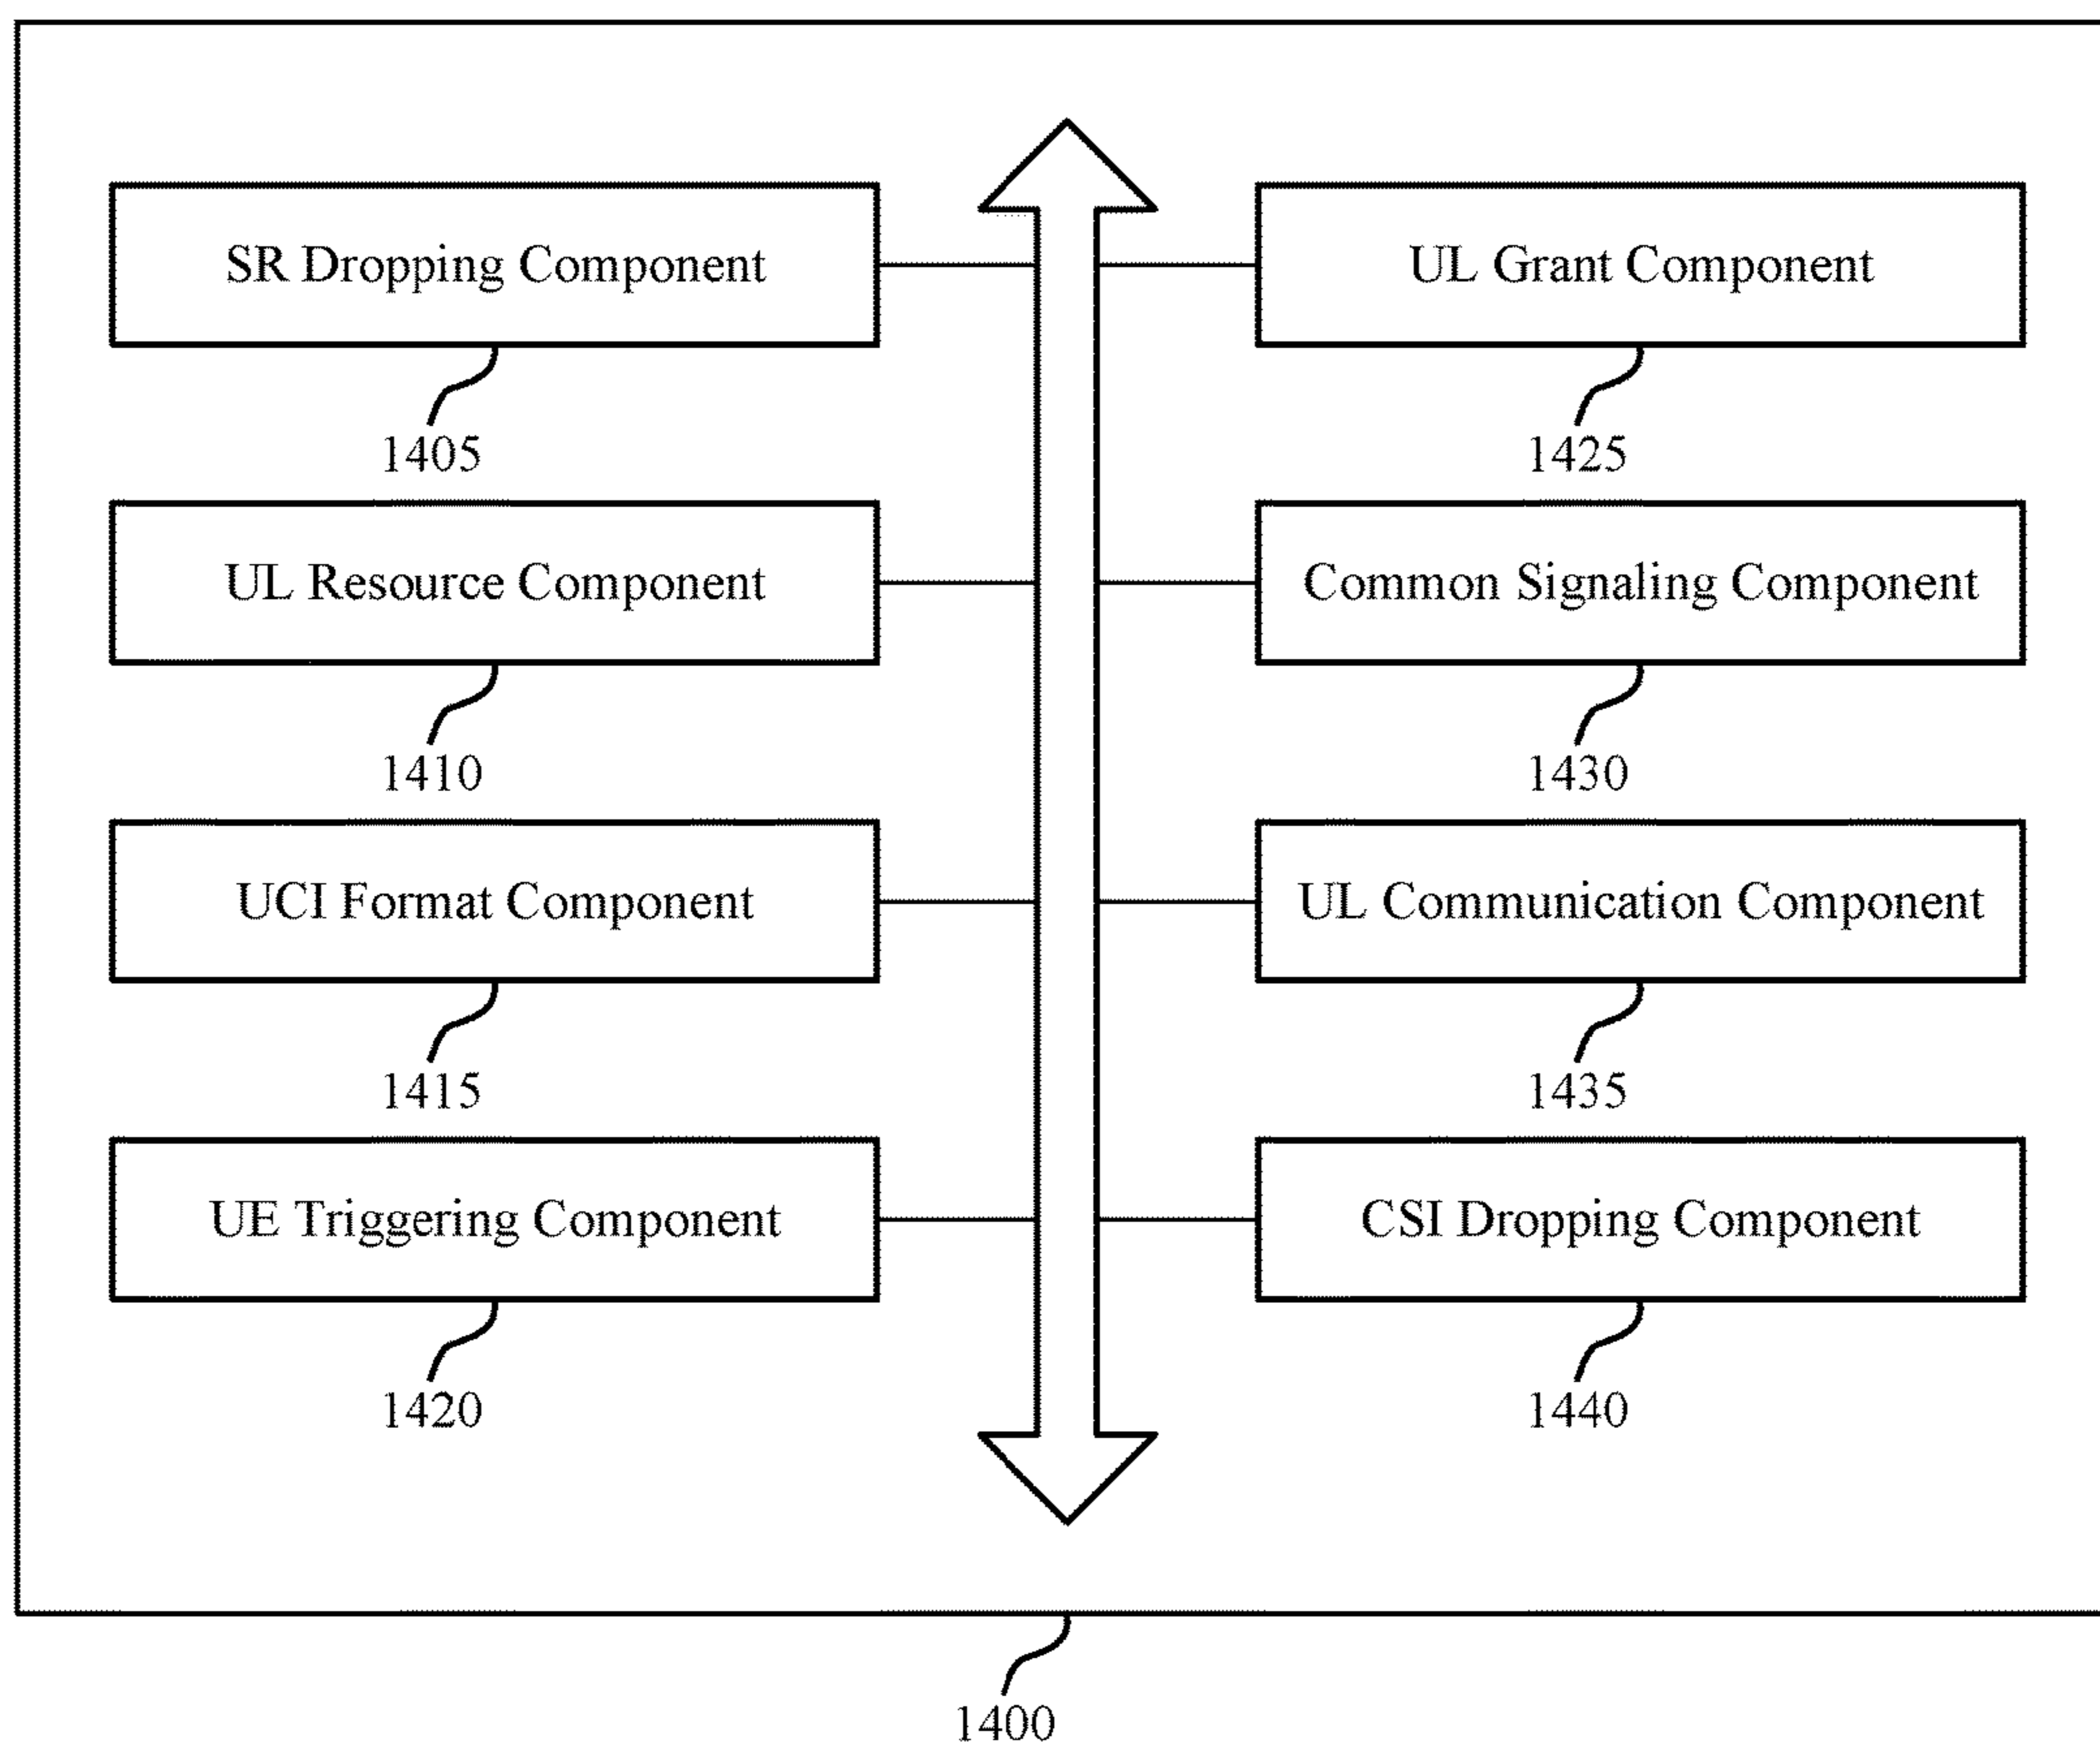 SR Dropping Component
UL Grant Component
1405
1425
UL Resource Component
Common Signaling Component
1410
1430
UCI Format Component
UL Communication Component
1415
1435
UE Triggering Component
CSI Dropping Component
1420
1440
1400